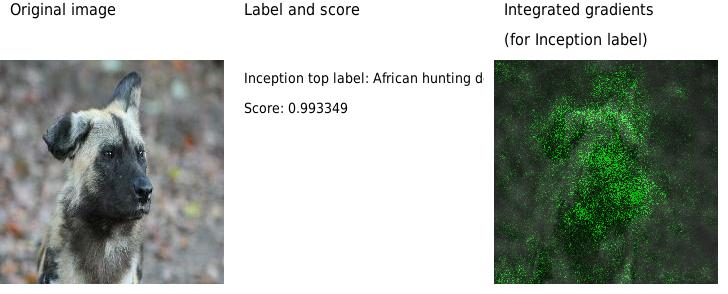 Original image
Label and score
Integrated gradients
(for Inception label)
Inception top label: African hunting d
Score: 0.993349